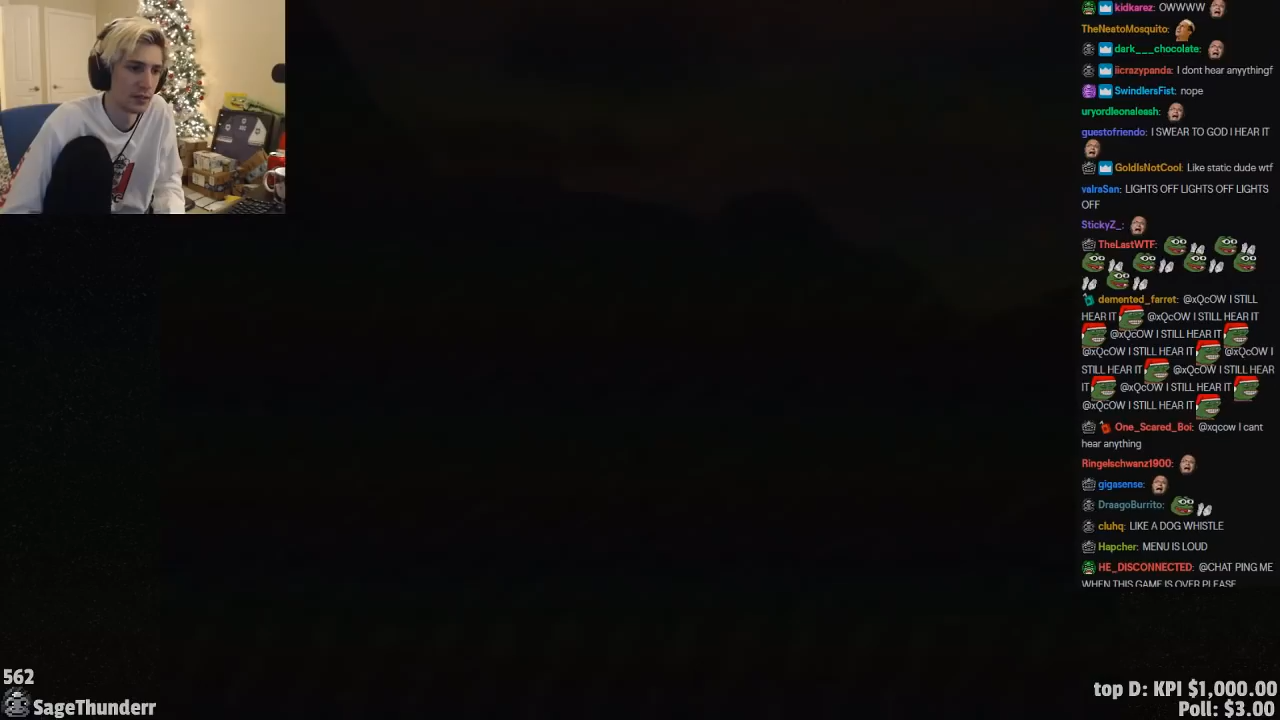 kidkarez: OWWWW
TheNeatoMosquito:
dark___chocolate:
iicrazypanda: I dont hear anyythingf
SwindlersFist: nope
uryordleonaleash:
guestofriendo: I SWEAR TO GOD I HEAR IT
GoldIsNotCool: Like static dude wtf
valraSan: LIGHTS OFF LIGHTS OFF LIGHTS
OFF
StickyZ_:
TheLastWTF:
demented_farret: @xQcOW I STILL
HEAR IT @xQcOW I STILL HEAR IT
@xQcOW I STILL HEAR IT
@xQcOW I STILL HEAR IT @xQcOW I
STILL HEAR IT @xQcOW I STILL HEAR
IT @xQcOW I STILL HEAR IT
@xQcOW I STILL HEAR IT
One_Scared_Boi: @xqcow I cant
hear anything
Ringelschwanz1900:
gigasense:
DraagoBurrito:
cluhq: LIKE A DOG WHISTLE
Hapcher: MENU IS LOUD
HE_DISCONNECTED: @CHAT PING ME
WHEN THIS GAME IS OVER PLEASE
562
SageThunderr
top D: KPI $1,000.00
Poll: $3.00